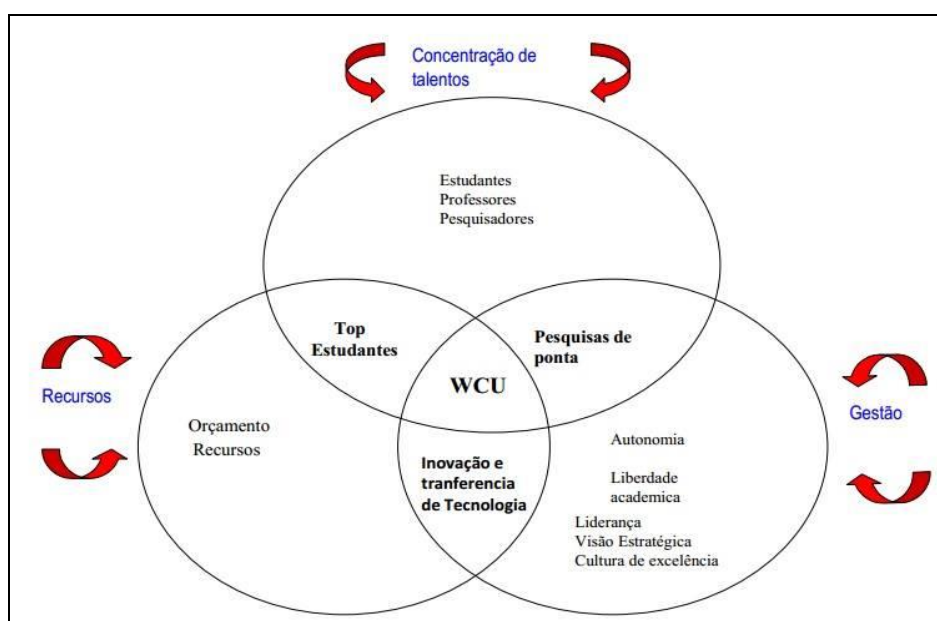 Concentração de
talentos
Estudantes
Professores
Pesquisadores
Top
Estudantes
Pesquisas de
ponta
WCU
Recursos
Gestão
Orçamento
Recursos
Autonomia
Inovação e
tranferencia
de Tecnologia
Liberdade
academica
Liderança
Visão Estratégica
Cultura de excelência